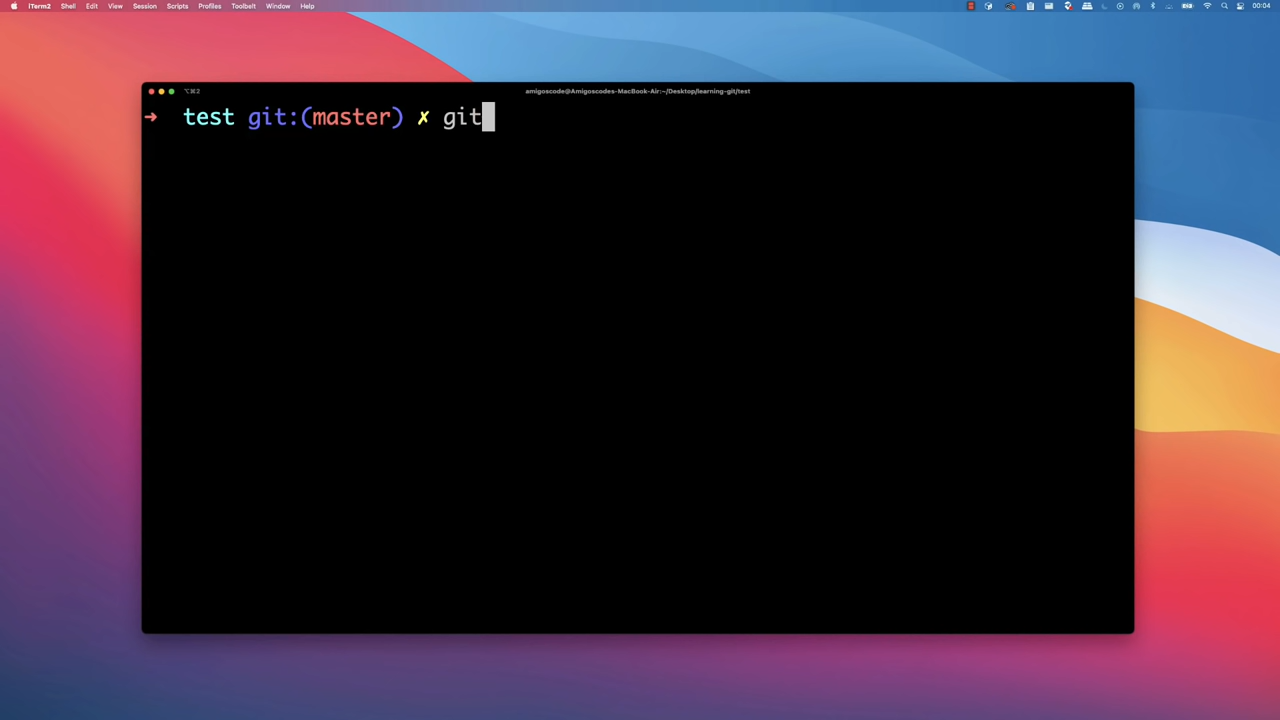 iTerm2 Shell Edit View Session Scripts Profiles Toolbelt Window Help 00:04
⌥⌘2 amigoscode@Amigoscodes-MacBook-Air:~/Desktop/learning-git/test
➜ test git:(master) ✗ git